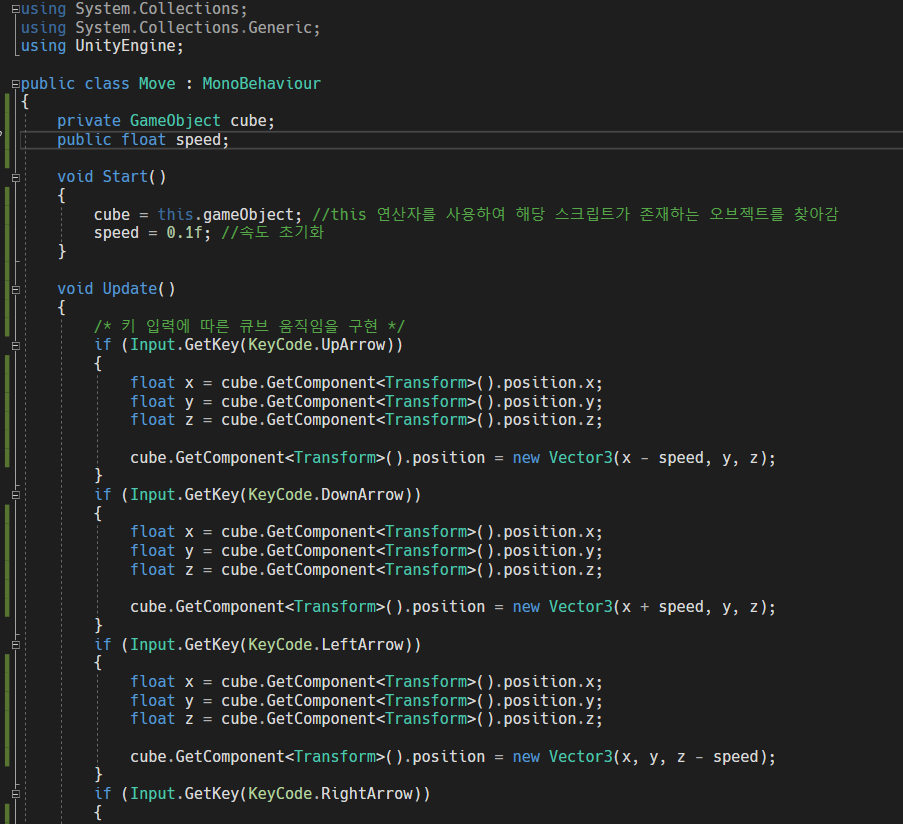 using System.Collections;
using System.Collections.Generic;
using UnityEngine;
public class Move : MonoBehaviour
{
private GameObject cube;
public float speed;
void Start()
{
cube = this.gameObject; //this 연산자를 사용하여 해당 스크립트가 존재하는 오브젝트를 찾아감
speed = 0.1f; //속도 초기화
}
void Update()
{
/* 키 입력에 따른 큐브 움직임을 구현 */
if (Input.GetKey(KeyCode.UpArrow))
{
float x = cube.GetComponent<Transform>().position.x;
float y = cube.GetComponent<Transform>().position.y;
float z = cube.GetComponent<Transform>().position.z;
cube.GetComponent<Transform>().position = new Vector3(x - speed, y, z);
}
if (Input.GetKey(KeyCode.DownArrow))
{
float x = cube.GetComponent<Transform>().position.x;
float y = cube.GetComponent<Transform>().position.y;
float z = cube.GetComponent<Transform>().position.z;
cube.GetComponent<Transform>().position = new Vector3(x + speed, y, z);
}
if (Input.GetKey(KeyCode.LeftArrow))
{
float x = cube.GetComponent<Transform>().position.x;
float y = cube.GetComponent<Transform>().position.y;
float z = cube.GetComponent<Transform>().position.z;
cube.GetComponent<Transform>().position = new Vector3(x, y, z - speed);
}
if (Input.GetKey(KeyCode.RightArrow))
{